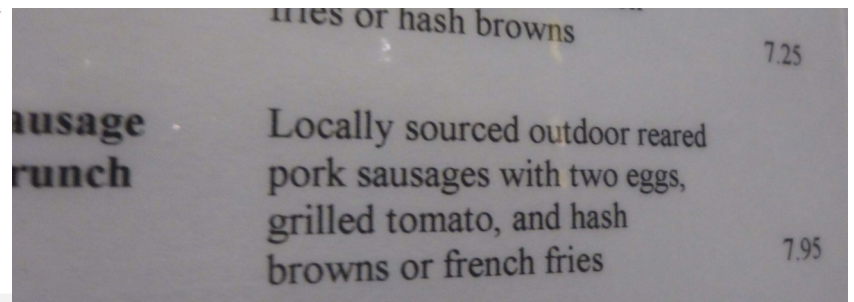 fries or hash browns
7.25
ausage
runch
Locally sourced outdoor reared
pork sausages with two eggs,
grilled tomato, and hash
browns or french fries
7.95